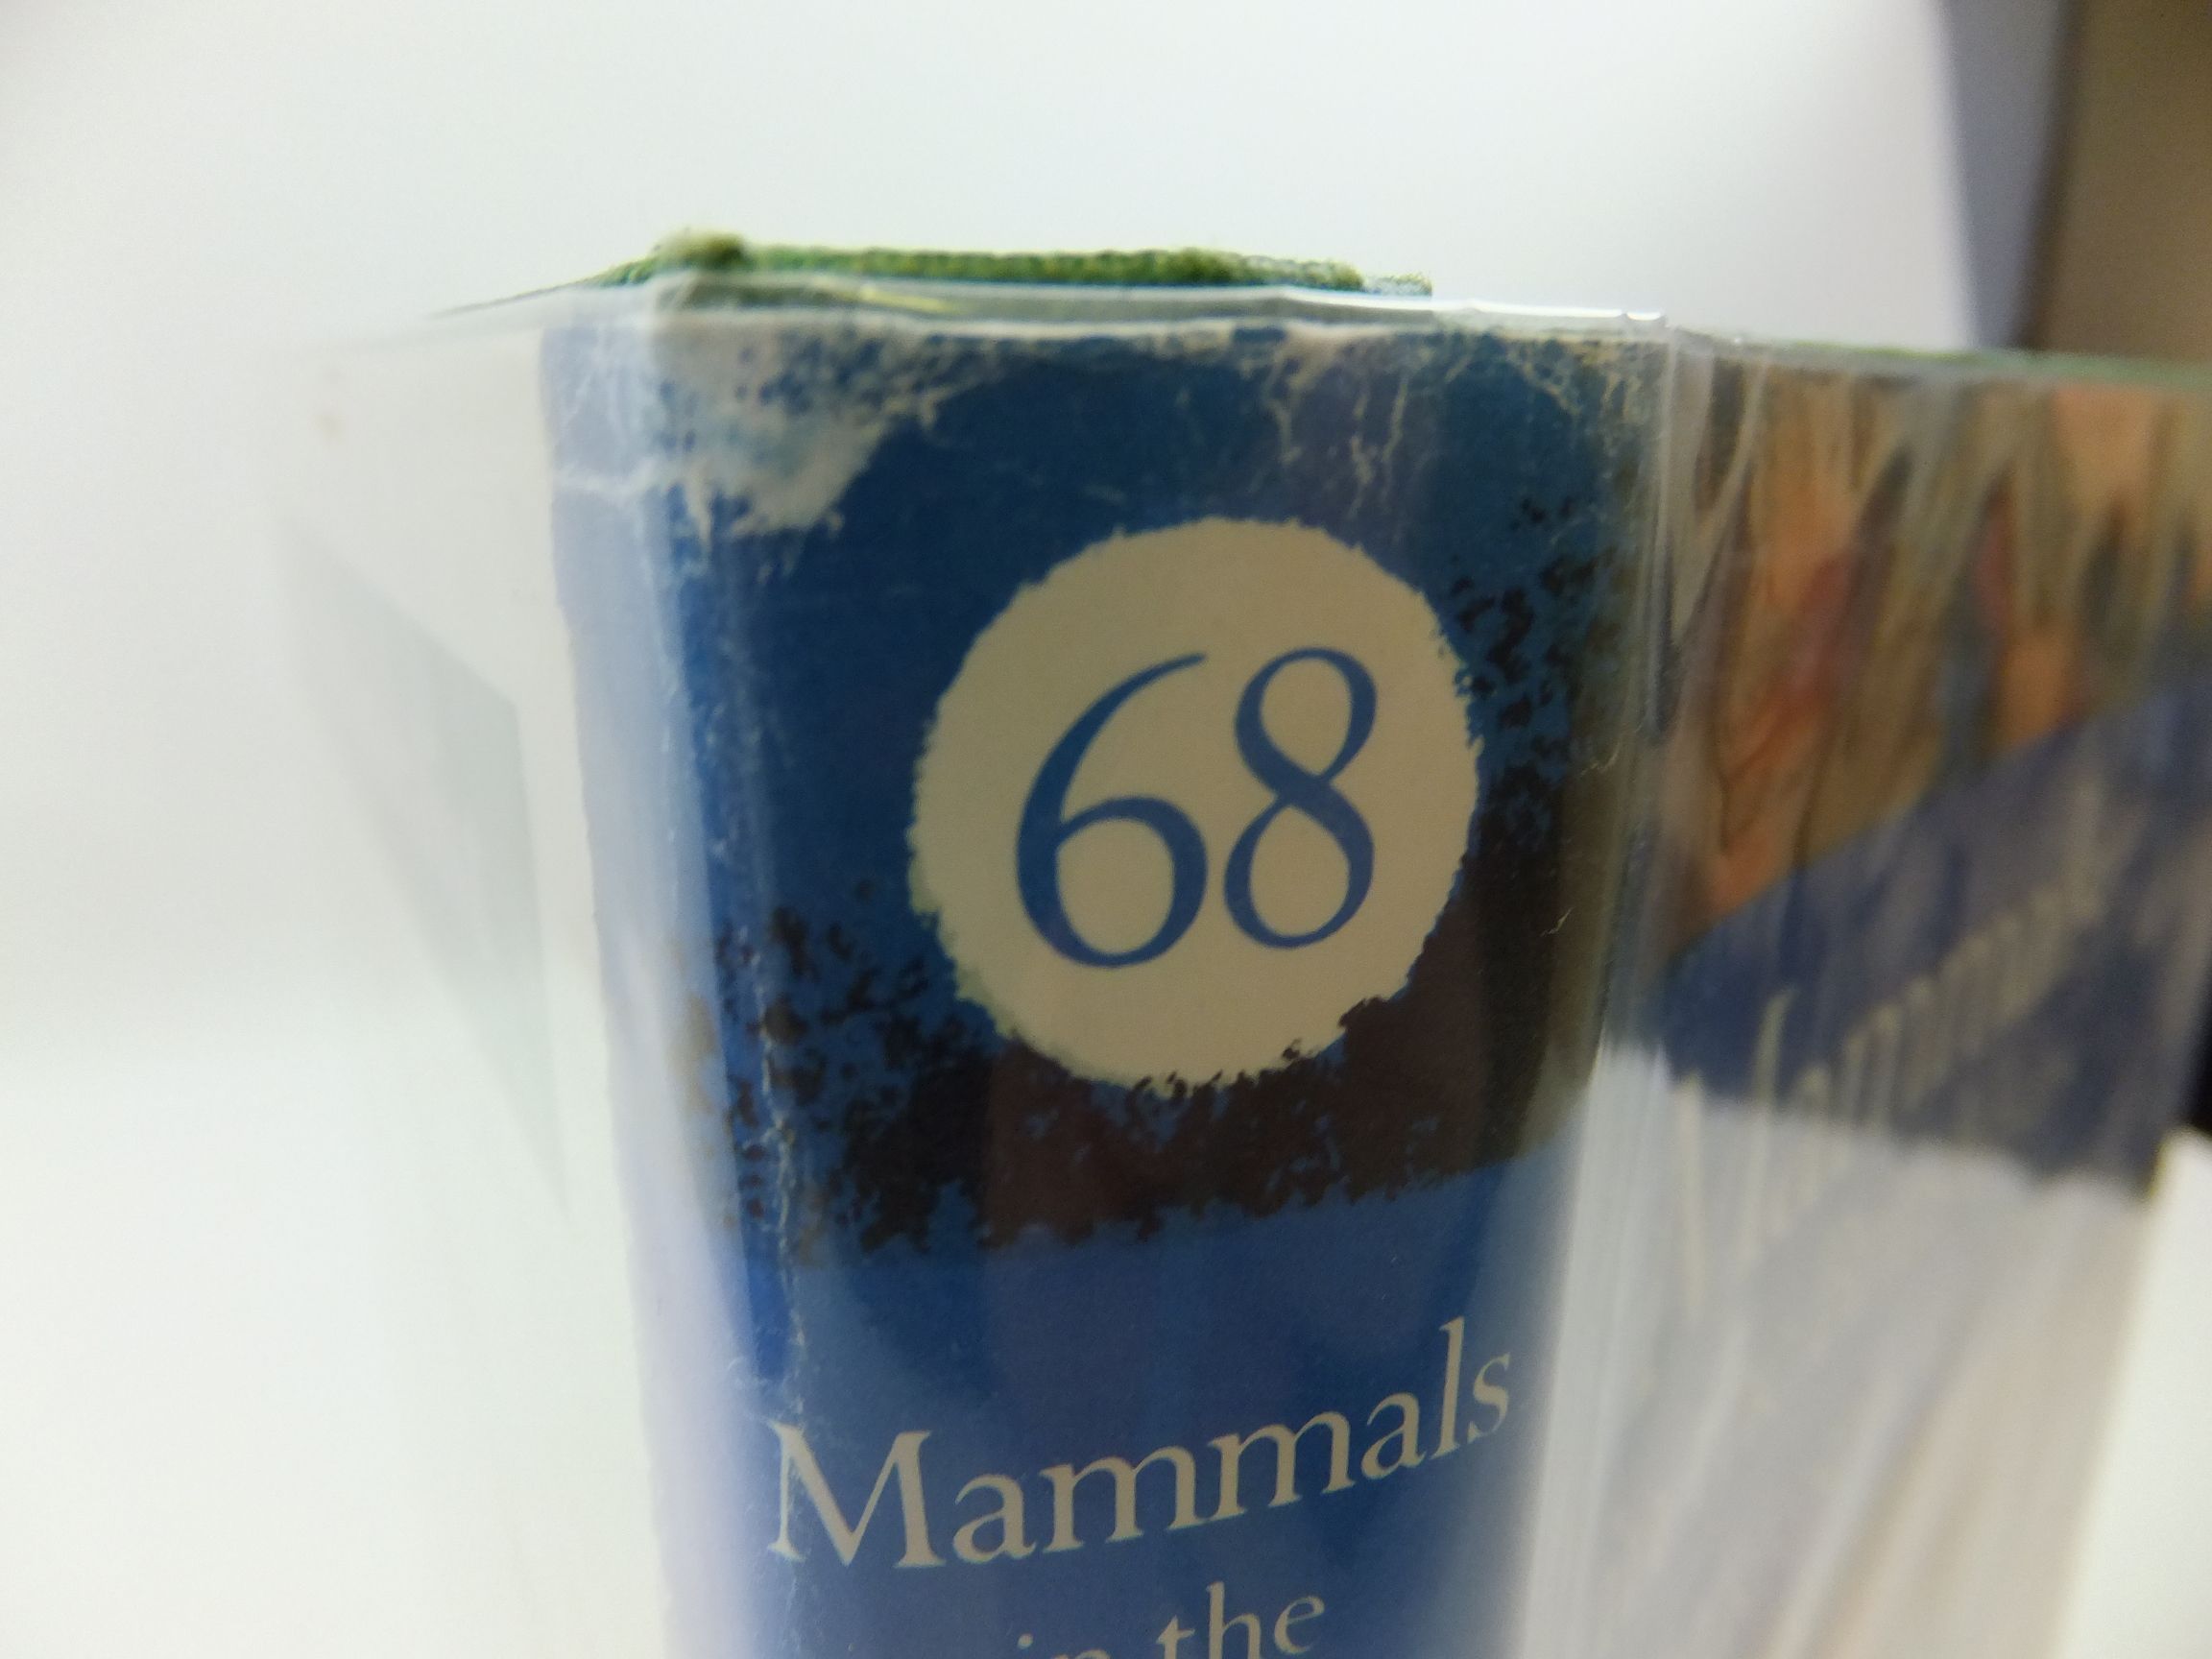 68
Mammals
in the